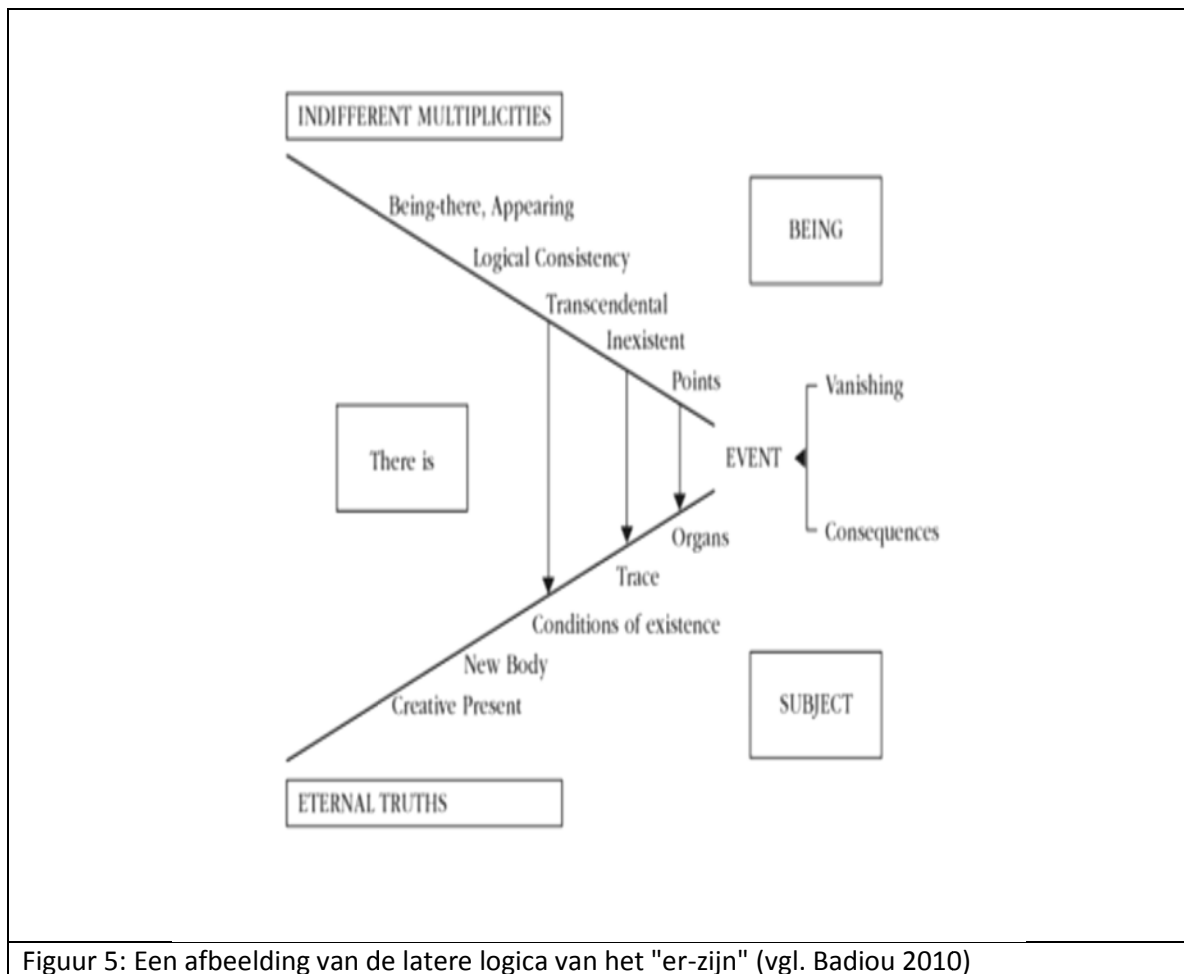 INDIFFERENT MULTIPLICITIES
Being-there, Appearing
BEING
Logical Consistency
Transcendental
Inexistent
Points
Vanishing
There is
EVENT
Consequences
Organs
Trace
Conditions of existence
New Body
Creative Present
SUBJECT
ETERNAL TRUTHS
Figuur 5: Een afbeelding van de latere logica van het "er-zijn" (vgl. Badiou 2010)